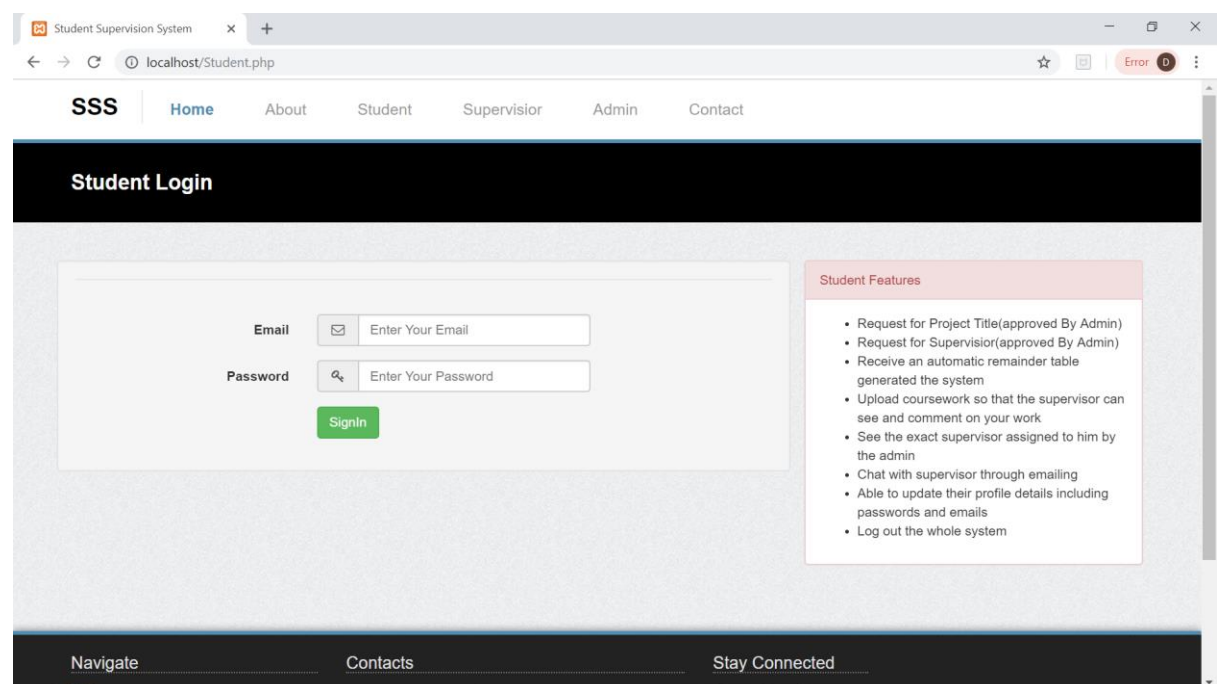 Student Supervision System
localhost/Student.php
Error D
SSS Home About Student Supervisior Admin Contact
Student Login
Email Enter Your Email
Password Enter Your Password
SignIn
Student Features
Request for Project Title(approved By Admin)
Request for Supervisior(approved By Admin)
Receive an automatic remainder table
generated the system
Upload coursework so that the supervisor can
see and comment on your work
See the exact supervisor assigned to him by
the admin
Chat with supervisor through emailing
Able to update their profile details including
passwords and emails
Log out the whole system
Navigate Contacts Stay Connected